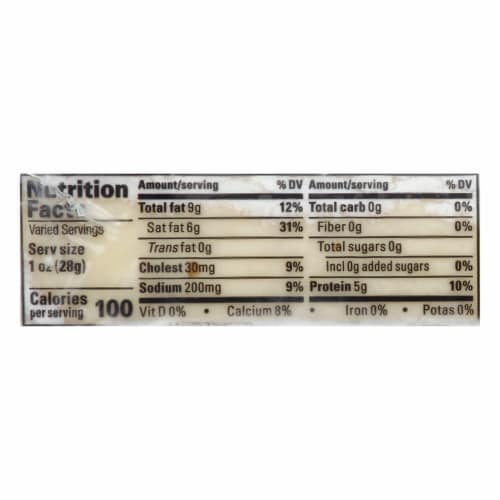 Nutrition
Facts
Varied Servings
Serv size
1 oz (28g)
Calories
per serving 100
Amount/serving % DV
Total fat 9g 12%
Sat fat 6g 31%
Trans fat 0g
Cholest 30mg 9%
Sodium 200mg 9%
Amount/serving % DV
Total carb 0g 0%
Fiber 0g 0%
Total sugars 0g
Incl 0g added sugars 0%
Protein 5g 10%
Vit D 0% • Calcium 8% • Iron 0% • Potas 0%